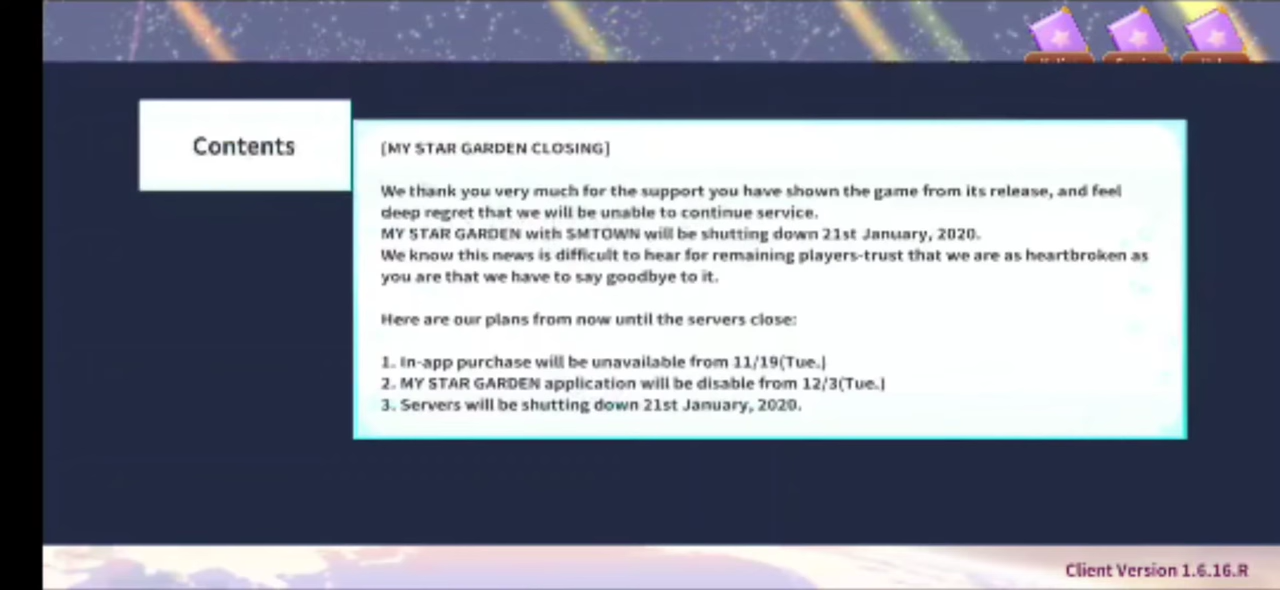 Contents
[MY STAR GARDEN CLOSING]
We thank you very much for the support you have shown the game from its release, and feel
deep regret that we will be unable to continue service.
MY STAR GARDEN with SMTOWN will be shutting down 21st January, 2020.
We know this news is difficult to hear for remaining players-trust that we are as heartbroken as
you are that we have to say goodbye to it.
Here are our plans from now until the servers close:
1. In-app purchase will be unavailable from 11/19(Tue.)
2. MY STAR GARDEN application will be disable from 12/3(Tue.)
3. Servers will be shutting down 21st January, 2020.
Client Version 1.6.16.R